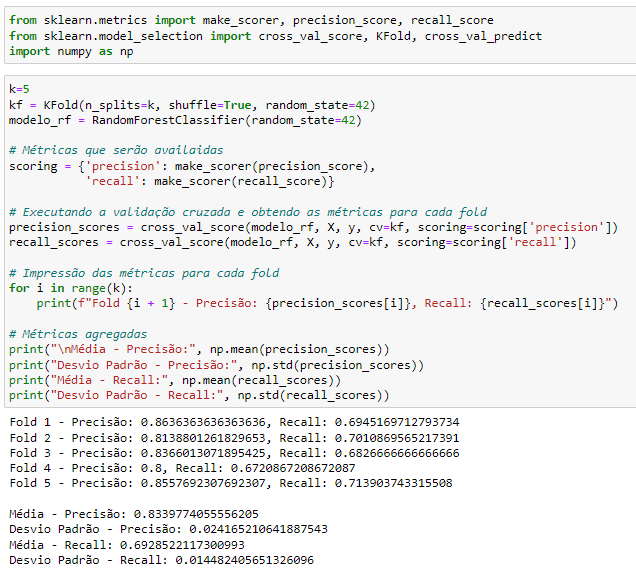 from sklearn.metrics import make_scorer, precision_score, recall_score
from sklearn.model_selection import cross_val_score, KFold, cross_val_predict
import numpy as np
k=5
kf = KFold(n_splits=k, shuffle=True, random_state=42)
modelo_rf = RandomForestClassifier(random_state=42)

# Métricas que serão availaidas
scoring = {'precision': make_scorer(precision_score),
           'recall': make_scorer(recall_score)}

# Executando a validação cruzada e obtendo as métricas para cada fold
precision_scores = cross_val_score(modelo_rf, X, y, cv=kf, scoring=scoring['precision'])
recall_scores = cross_val_score(modelo_rf, X, y, cv=kf, scoring=scoring['recall'])

# Impressão das métricas para cada fold
for i in range(k):
    print(f"Fold {i + 1} - Precisão: {precision_scores[i]}, Recall: {recall_scores[i]}")

# Métricas agregadas
print("\nMédia - Precisão:", np.mean(precision_scores))
print("Desvio Padrão - Precisão:", np.std(precision_scores))
print("Média - Recall:", np.mean(recall_scores))
print("Desvio Padrão - Recall:", np.std(recall_scores))
Fold 1 - Precisão: 0.8636363636363636, Recall: 0.6945169712793734
Fold 2 - Precisão: 0.8138801261829653, Recall: 0.7010869565217391
Fold 3 - Precisão: 0.8366013071895425, Recall: 0.6826666666666666
Fold 4 - Precisão: 0.8, Recall: 0.6720867208672087
Fold 5 - Precisão: 0.8557692307692307, Recall: 0.713903743315508

Média - Precisão: 0.8339774055556205
Desvio Padrão - Precisão: 0.024165210641887543
Média - Recall: 0.6928522117300993
Desvio Padrão - Recall: 0.014482405651326096